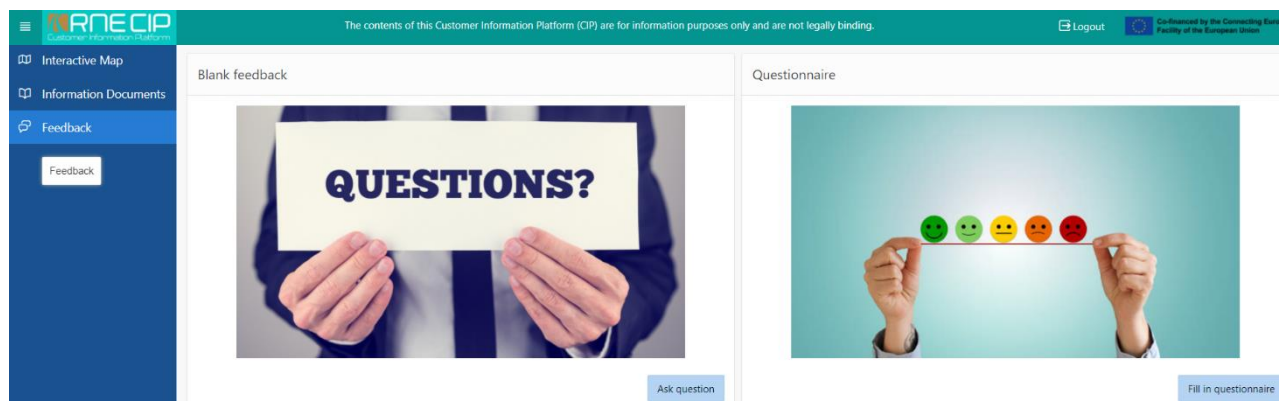 RNE CIP
Customer Information Platform
The contents of this Customer Information Platform (CIP) are for information purposes only and are not legally binding.
Logout
Co-financed by the Connecting Euro
Facility of the European Union
Interactive Map
Information Documents
Feedback
Feedback
Blank feedback
QUESTIONS?
Ask question
Questionnaire
Fill in questionnaire